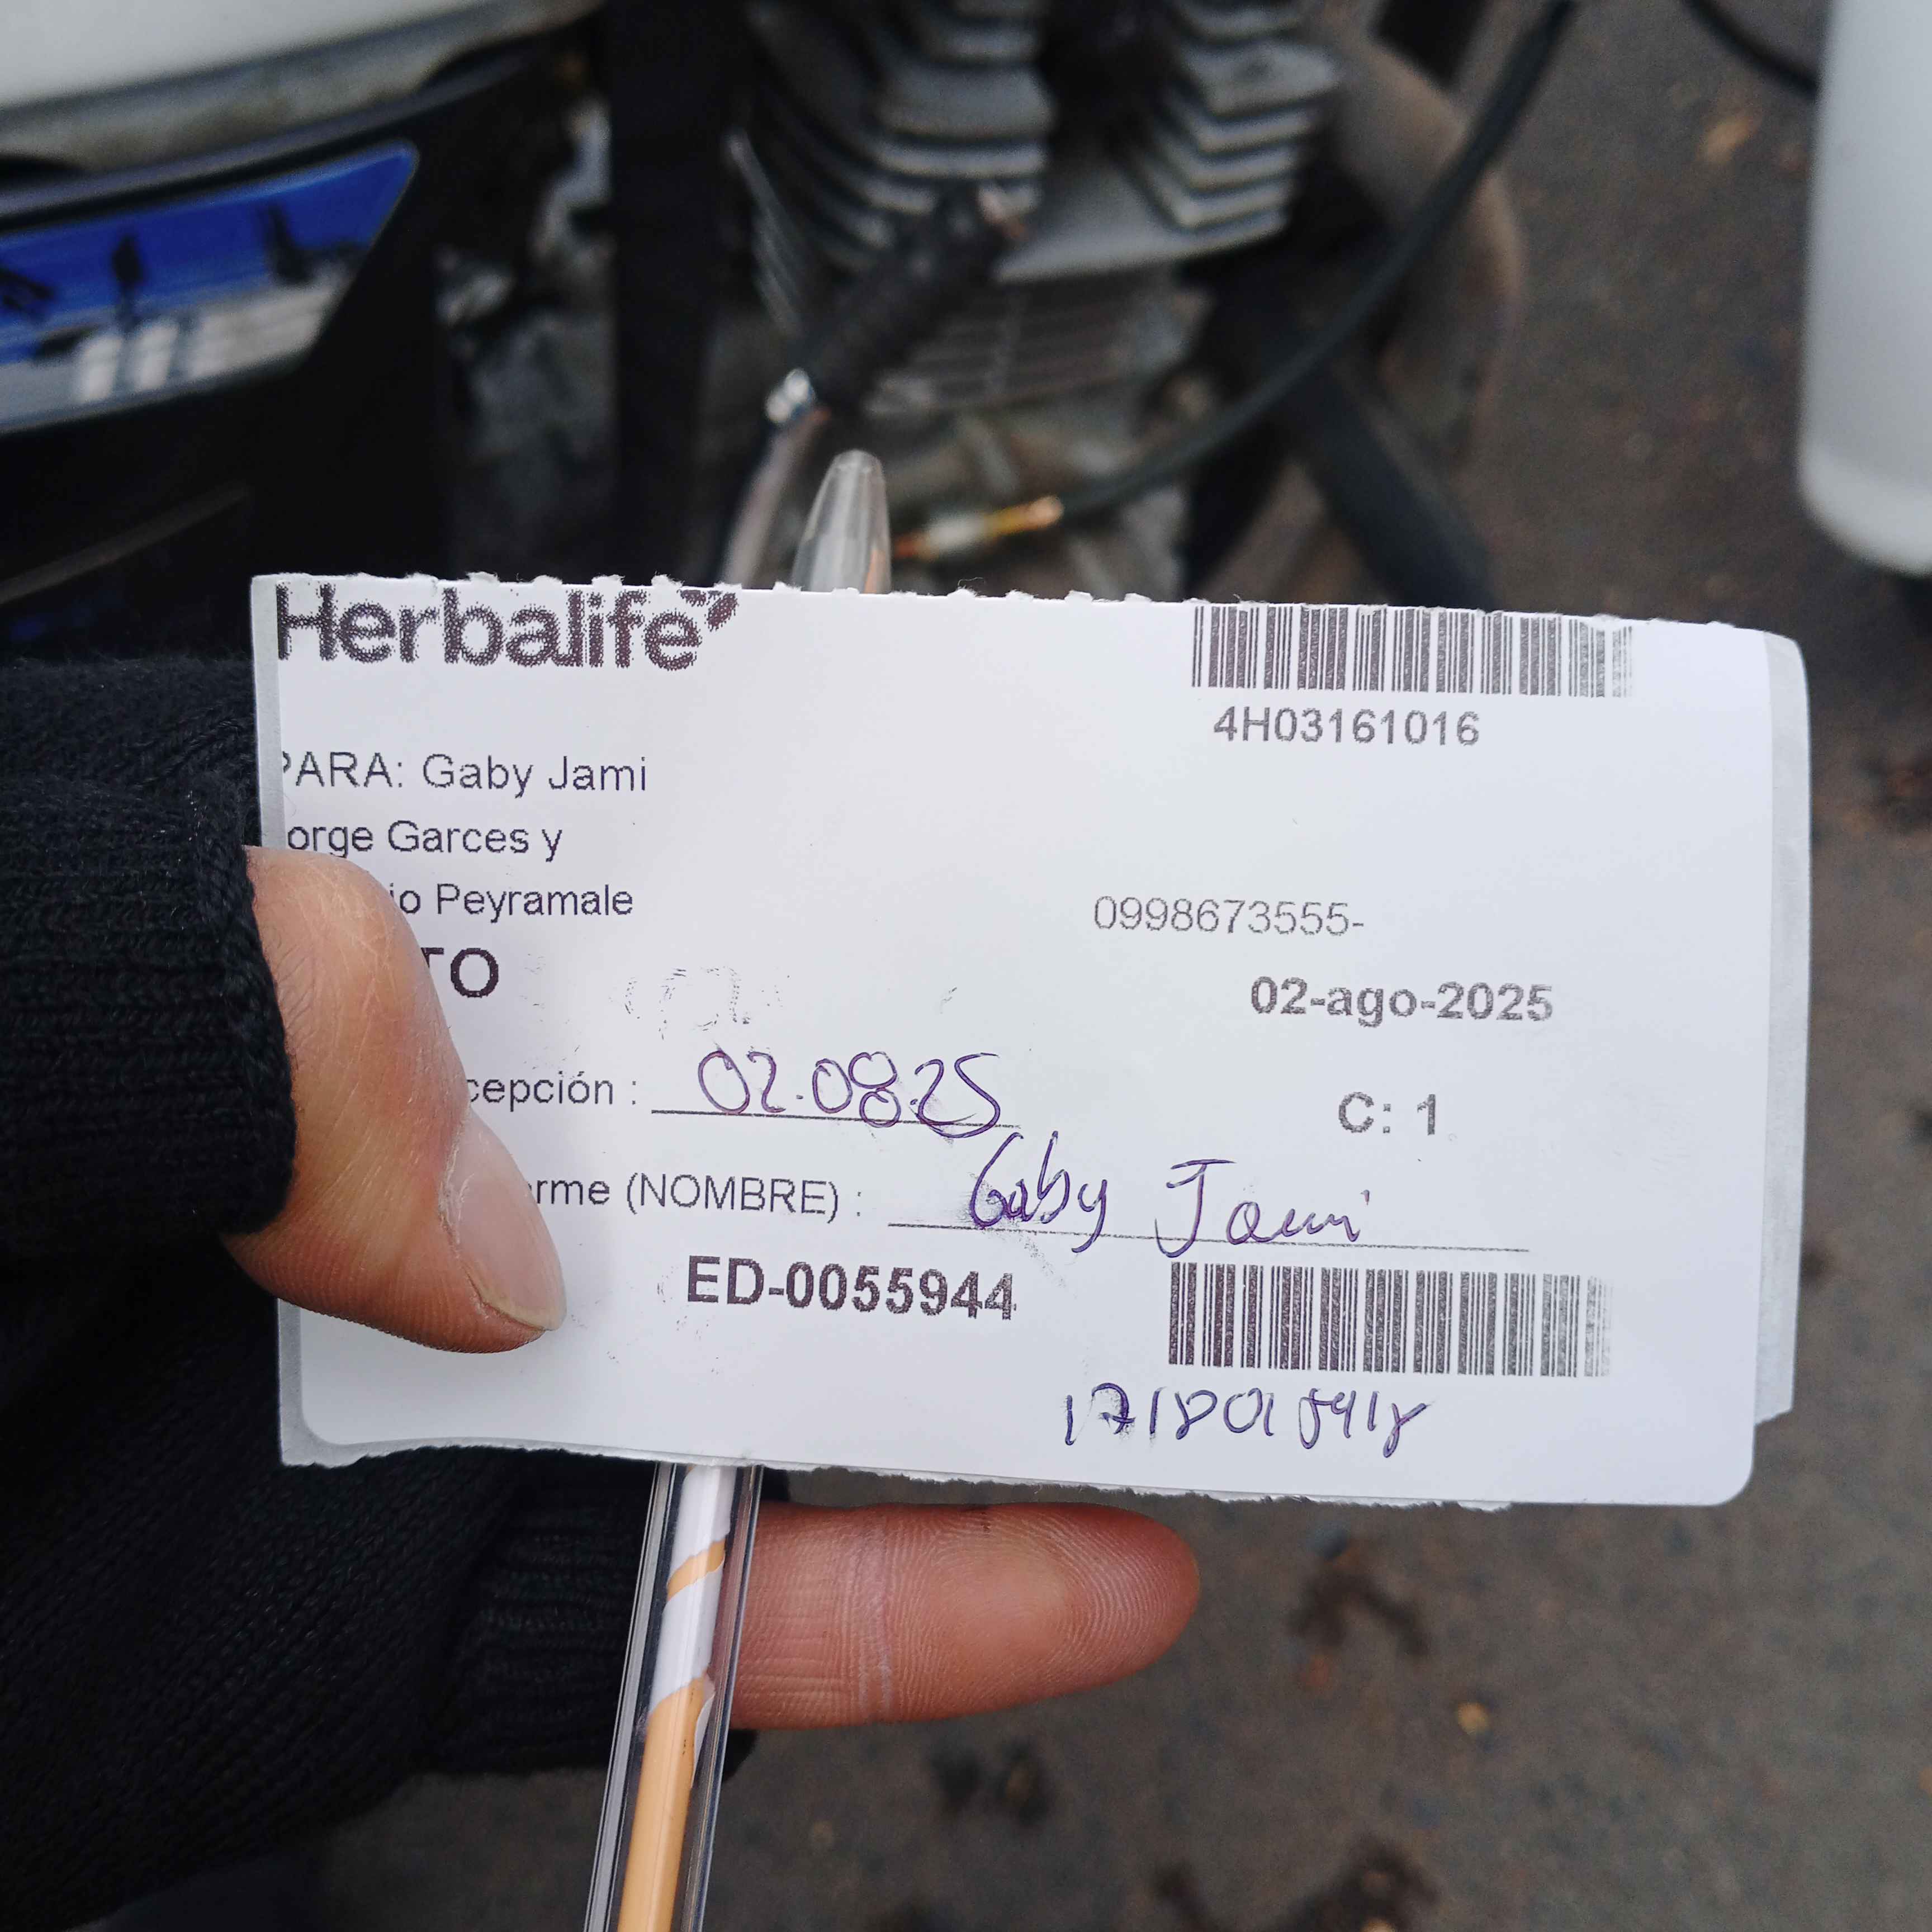 Herbalife
4H03161016
PARA: Gaby Jami
orge Garces y
io Peyramale
0998673555-
TO
02-ago-2025
cepción : 02.08.25
C: 1
rme (NOMBRE) : Gaby Jami
ED-0055944